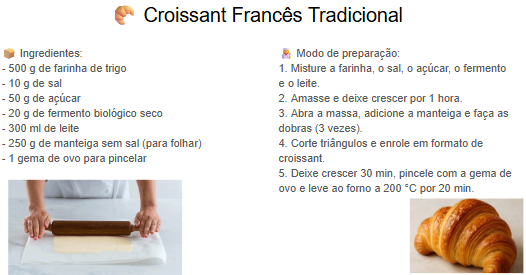 Croissant Francês Tradicional
Ingredientes:
- 500 g de farinha de trigo
- 10 g de sal
- 50 g de açúcar
- 20 g de fermento biológico seco
- 300 ml de leite
- 250 g de manteiga sem sal (para folhar)
- 1 gema de ovo para pincelar
Modo de preparação:
1. Misture a farinha, o sal, o açúcar, o fermento
e o leite.
2. Amasse e deixe crescer por 1 hora.
3. Abra a massa, adicione a manteiga e faça as
dobras (3 vezes).
4. Corte triângulos e enrole em formato de
croissant.
5. Deixe crescer 30 min, pincele com a gema de
ovo e leve ao forno a 200 °C por 20 min.